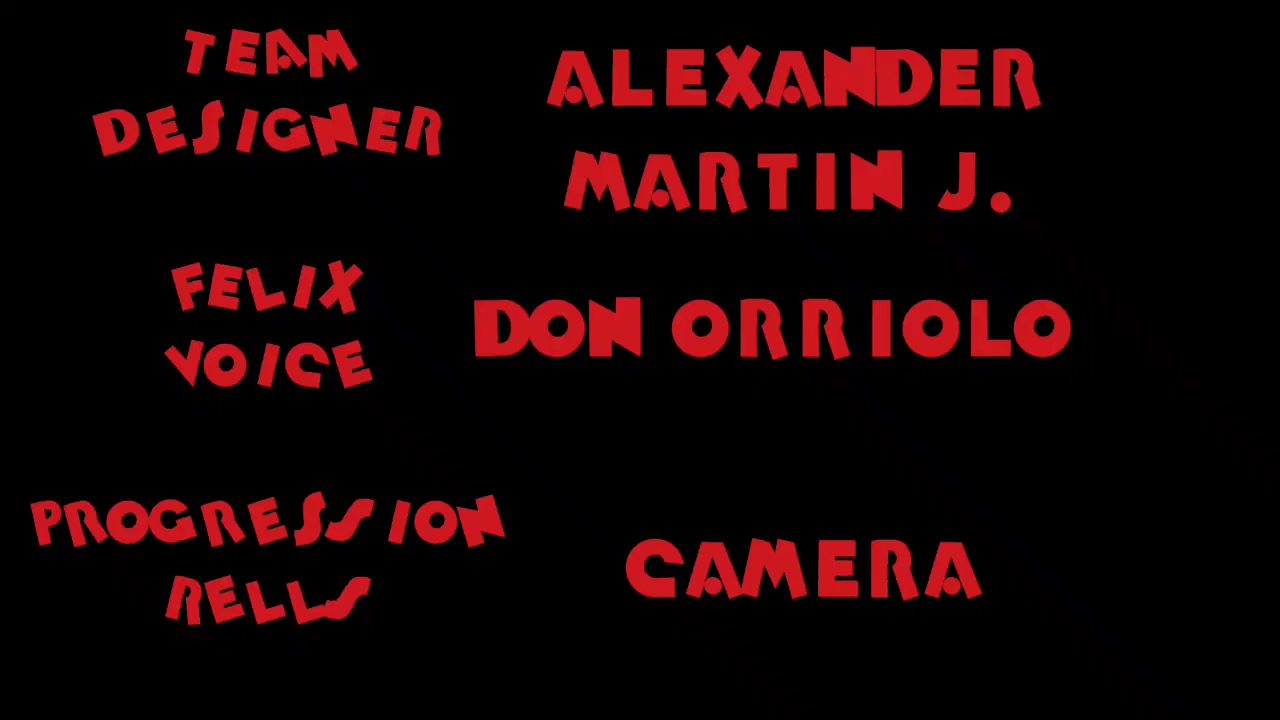 TEAM
DESIGNER
ALEXANDER
MARTIN J.
FELIX
VOICE
DON ORRIOLO
PROGRESSION
RELLS
CAMERA